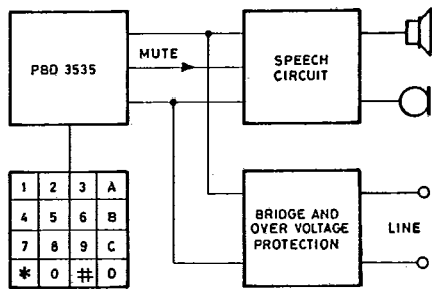 PBD 3535
MUTE
SPEECH
CIRCUIT
1 2 3 A
4 5 6 B
7 8 9 C
* 0 # D
BRIDGE AND
OVER VOLTAGE
PROTECTION
LINE